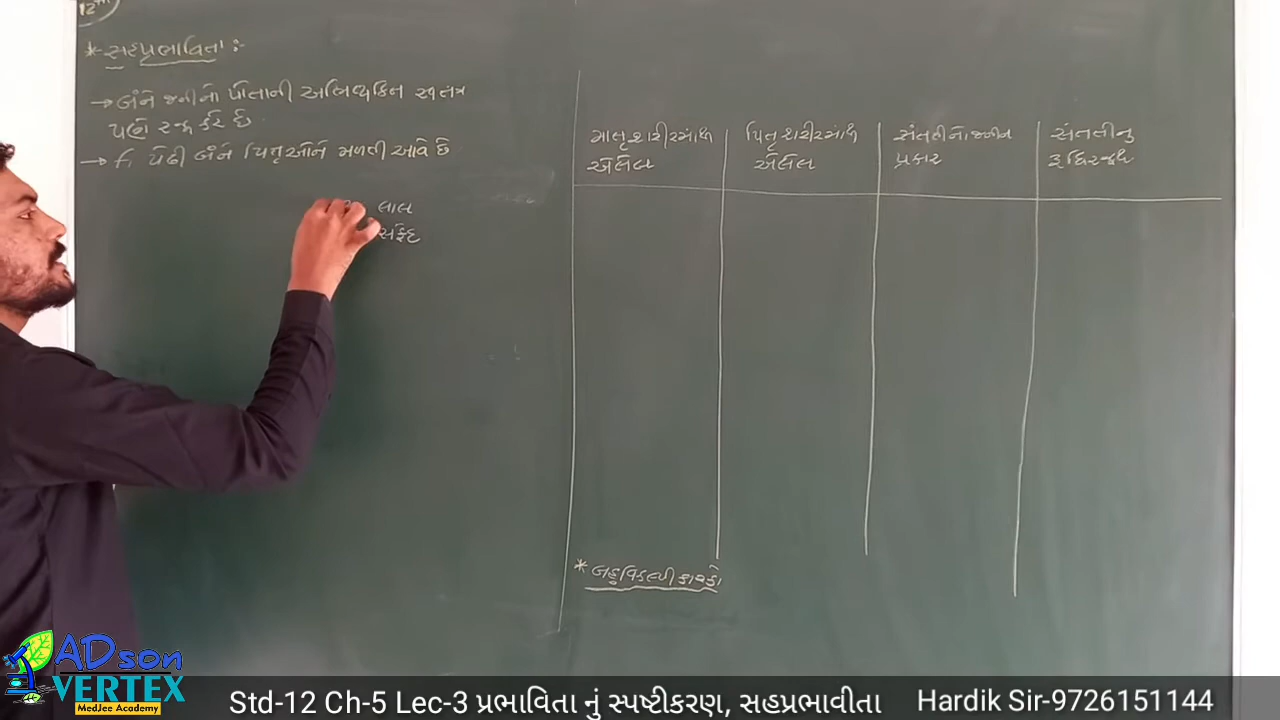 12th
* સહપ્રભાવિતા :-
→ બંને જનીનો પોતાની અભિવ્યકિત સ્વતંત્ર
પણે રજૂ કરે છે.
→ f₁ પેઢી બંને પિતૃઓને મળતી આવે છે
લાલ
સફેદ
માતૃશરીરમાંથી
એલેલ
પિતૃશરીરમાંથી
એલેલ
સંતતીનો જનીન
પ્રકાર
સંતતીનુ
રૂધિરજૂથ
* બહુવિકલ્પી કારકો
ADson
VERTEX
MedJee Academy
Std-12 Ch-5 Lec-3 પ્રભાવિતા નું સ્પષ્ટીકરણ, સહપ્રભાવીતા
Hardik Sir-9726151144